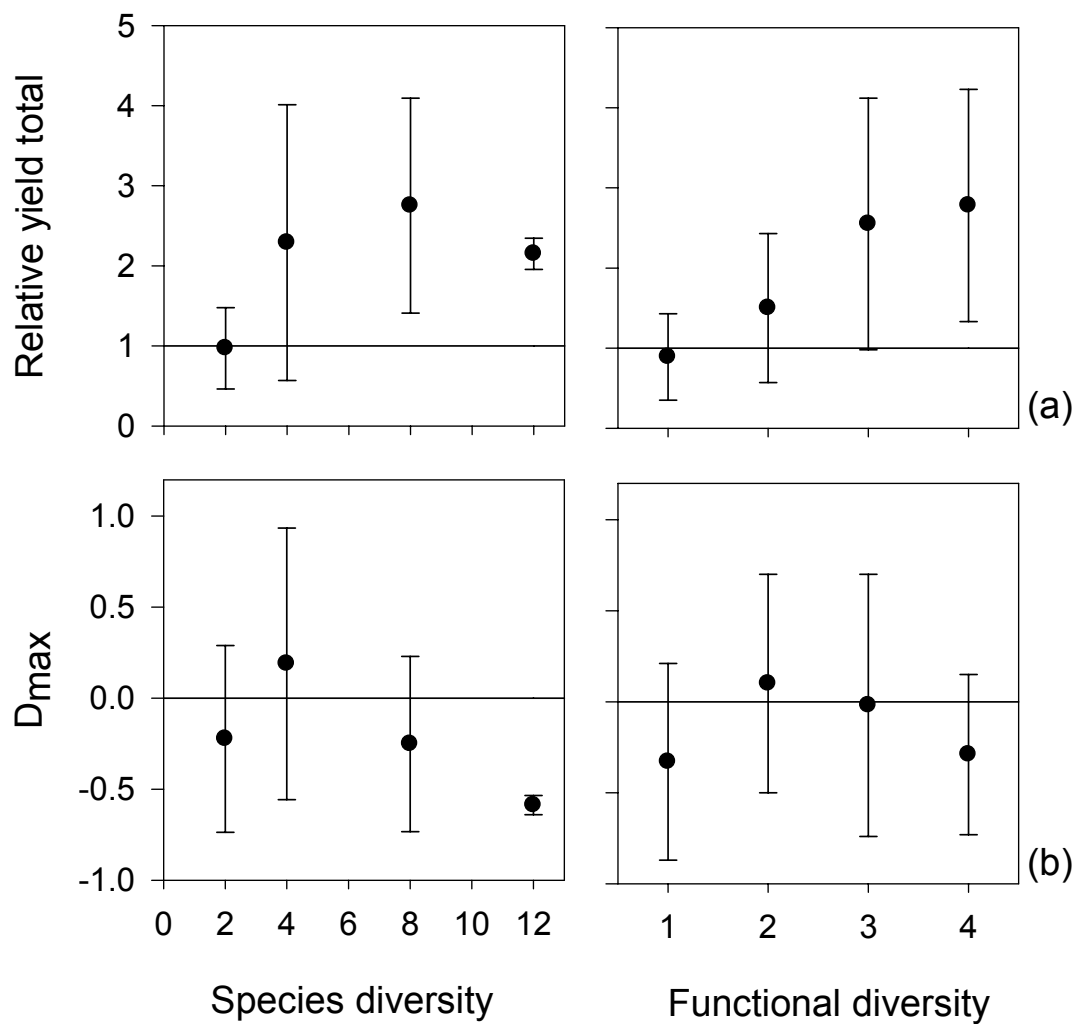 Relative yield total
5
4
3
2
1
0
(a)
Dmax
1.0
0.5
0.0
-0.5
-1.0
(b)
0 2 4 6 8 10 12
1 2 3 4
Species diversity
Functional diversity